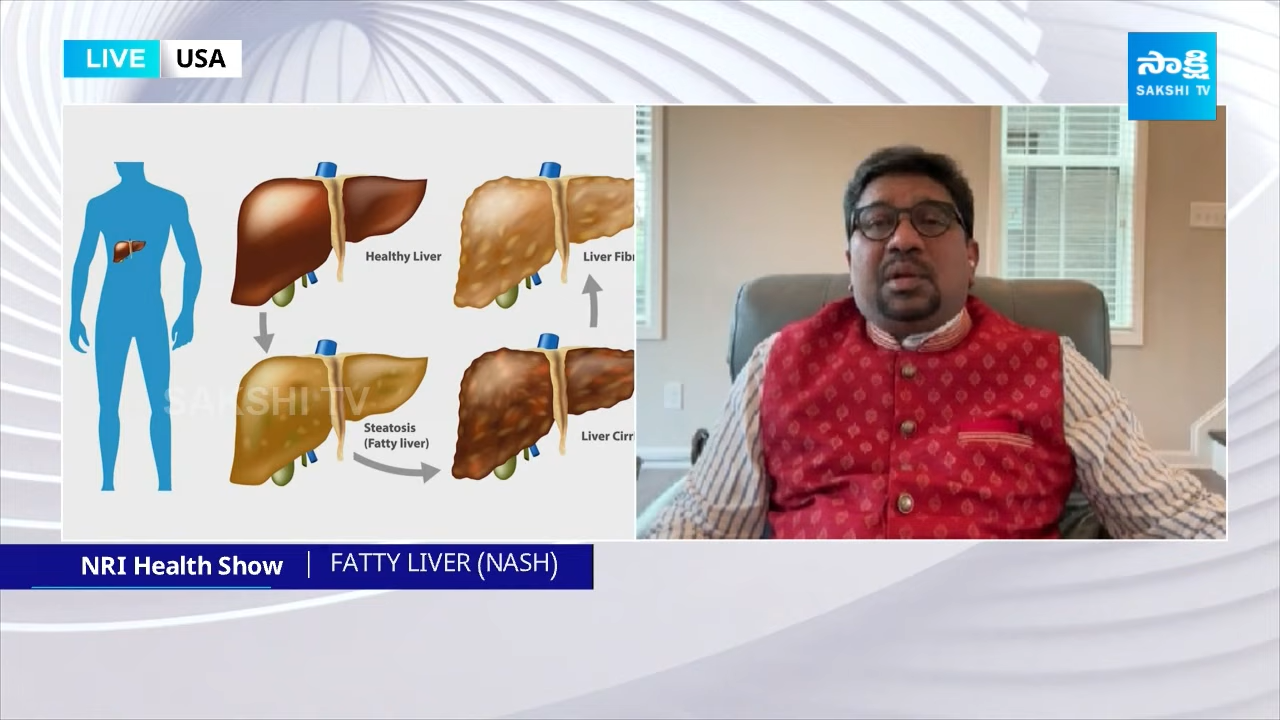 LIVE USA
సాక్షి
SAKSHI TV
Healthy Liver
Liver Fibr
SAKSHI TV
Steatosis
(Fatty liver)
Liver Cirr
NRI Health Show | FATTY LIVER (NASH)